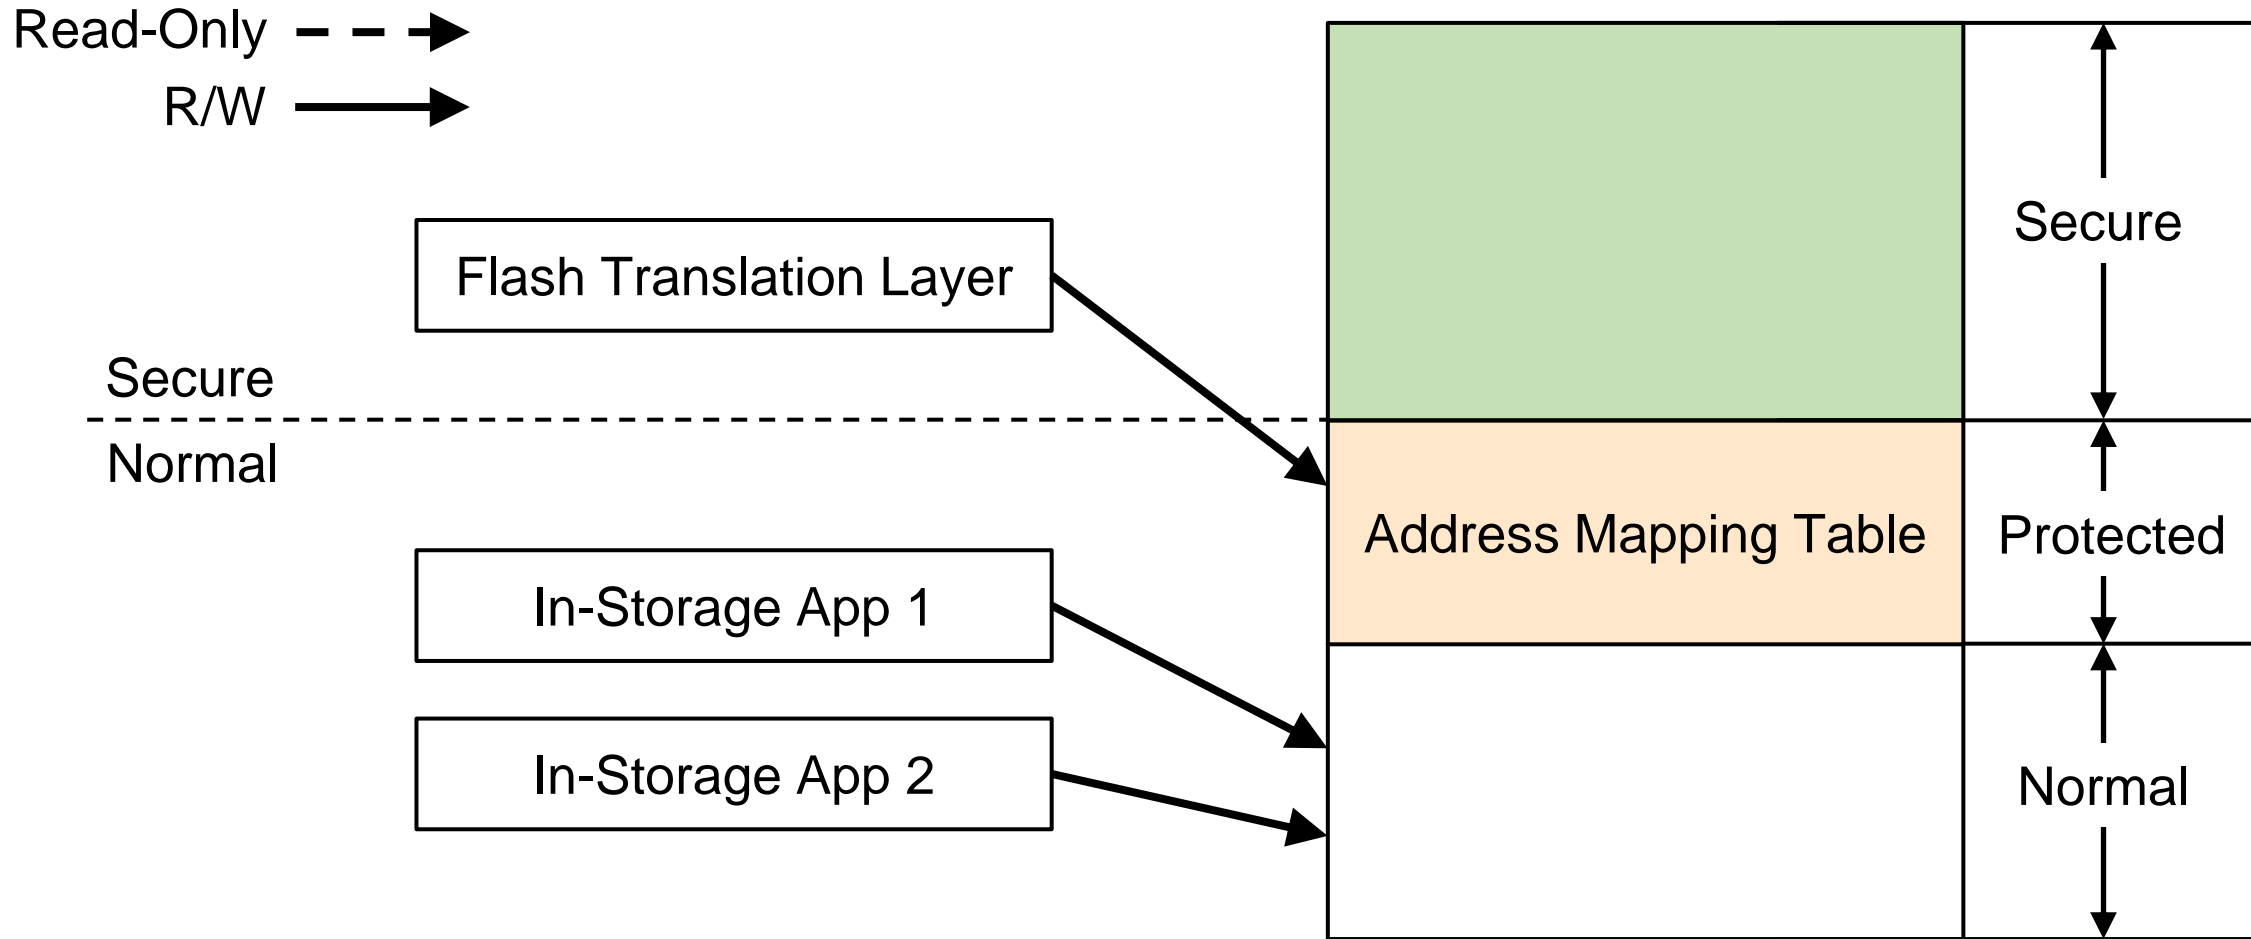 Read-Only
R/W
Secure
Flash Translation Layer
Secure
Normal
Address Mapping Table
Protected
In-Storage App 1
In-Storage App 2
Normal